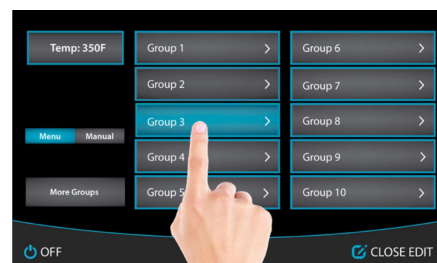 Temp: 350F
Menu Manual
More Groups
Group 1
Group 2
Group 3
Group 4
Group 5
Group 6
Group 7
Group 8
Group 9
Group 10
OFF
CLOSE EDIT